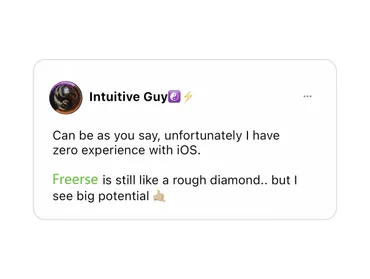 Intuitive Guy☯️⚡
Can be as you say, unfortunately I have
zero experience with iOS.
Freerse is still like a rough diamond.. but I
see big potential 🤙🏼